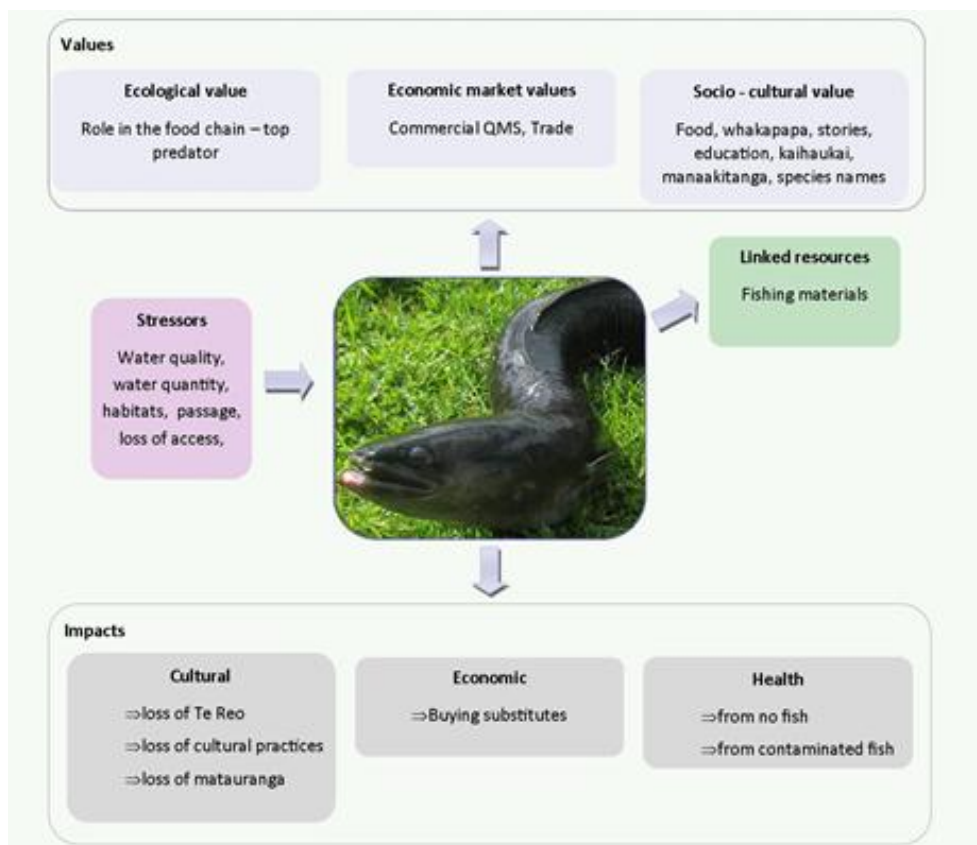 Values
Ecological value
Role in the food chain – top
predator
Economic market values
Commercial QMS, Trade
Socio - cultural value
Food, whakapapa, stories,
education, kaihaukai,
manaakitanga, species names
Linked resources
Fishing materials
Stressors
Water quality,
water quantity,
habitats, passage,
loss of access,
Impacts
Cultural
⇒loss of Te Reo
⇒loss of cultural practices
⇒loss of matauranga
Economic
⇒Buying substitutes
Health
⇒from no fish
⇒from contaminated fish